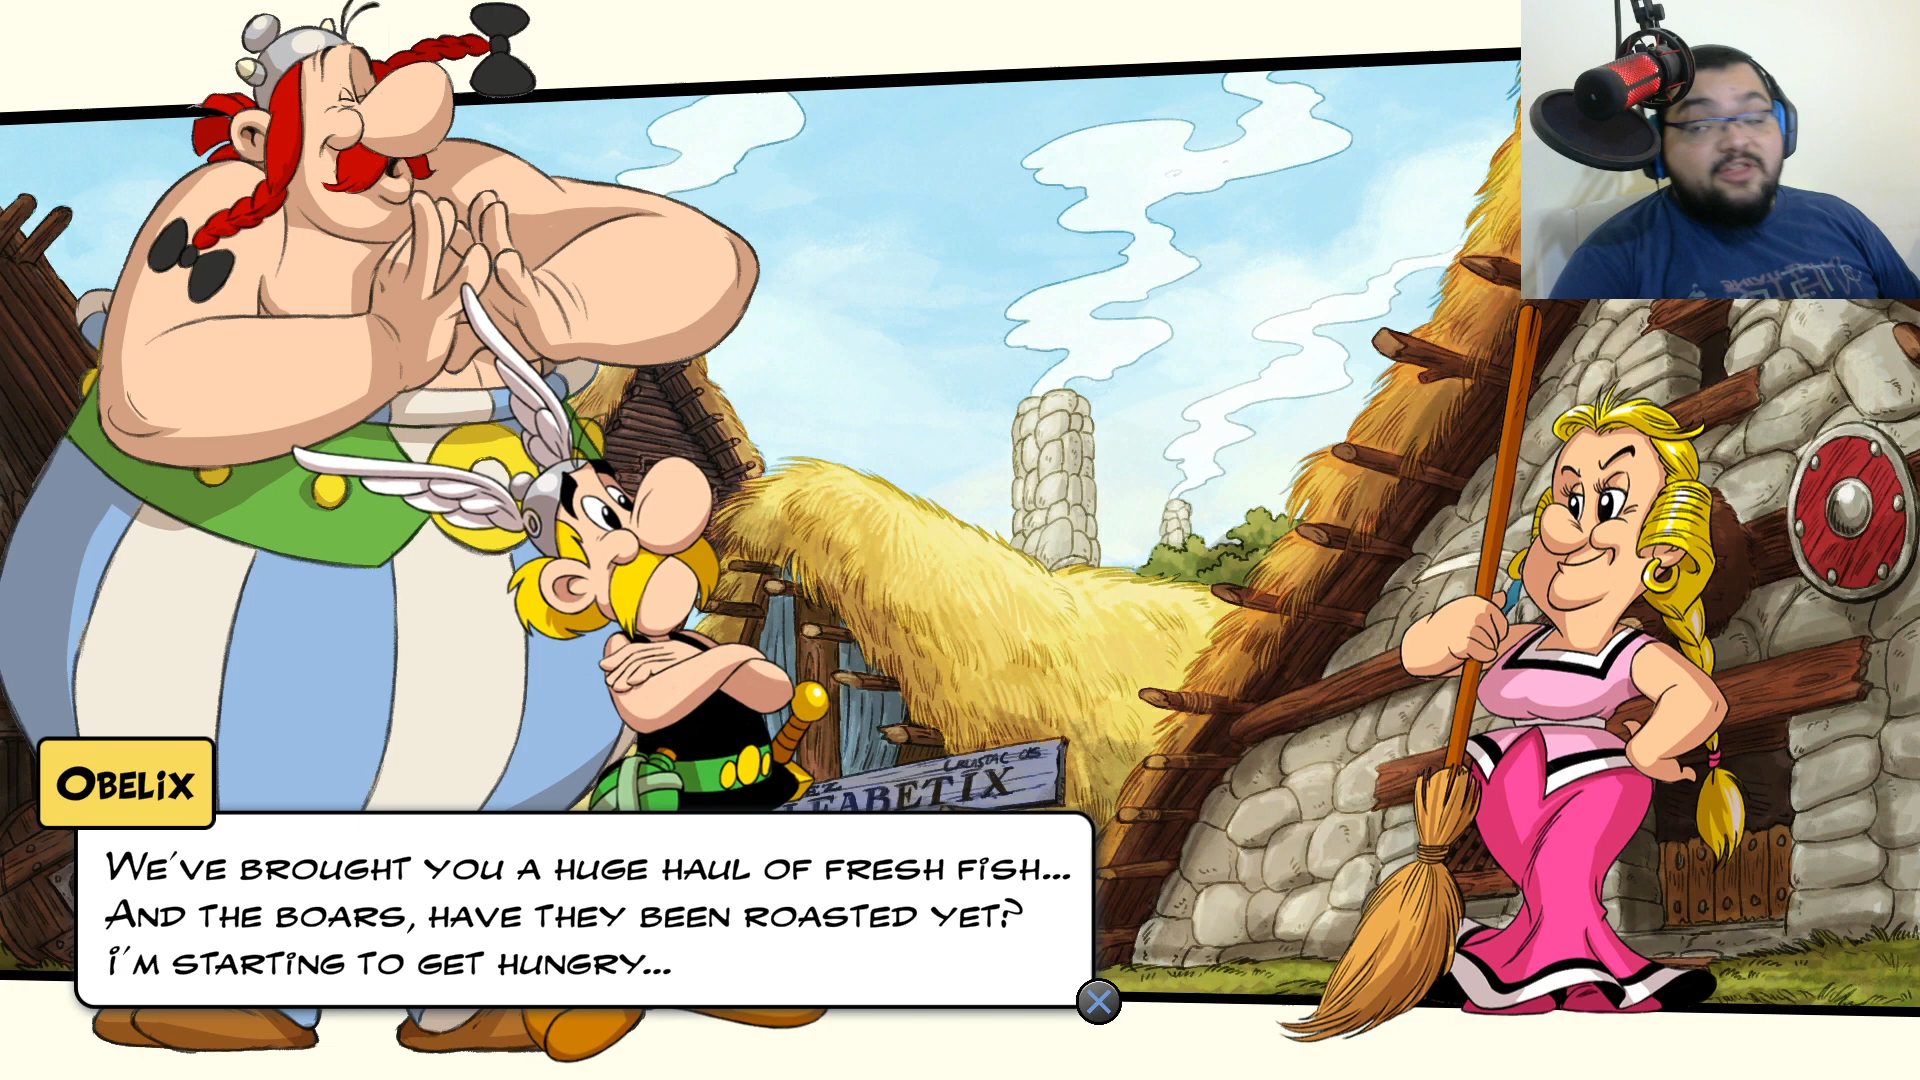 Obelix
We've brought you a huge haul of fresh fish...
And the boars, have they been roasted yet?
I'm starting to get hungry...